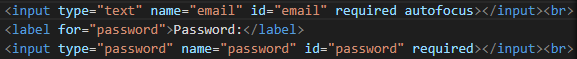 <input type="text" name="email" id="email" required autofocus></input><br>
<label for="password">Password:</label>
<input type="password" name="password" id="password" required></input><br>